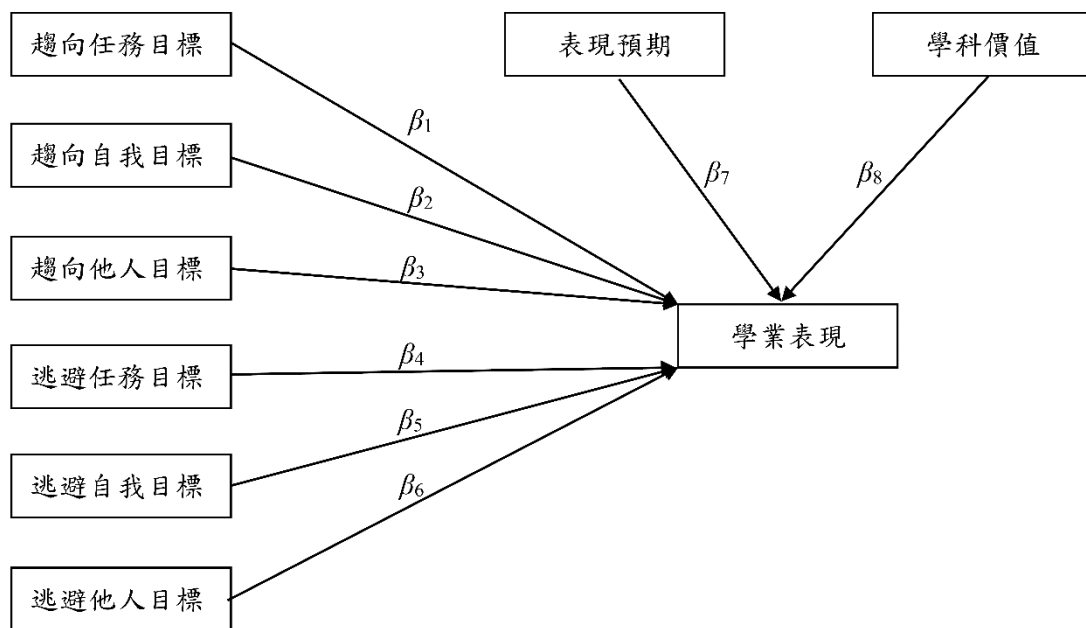 趨向任務目標
表現預期
學科價值
β1
趨向自我目標
β2
β7
β8
趨向他人目標
β3
學業表現
逃避任務目標
β4
β5
逃避自我目標
β6
逃避他人目標